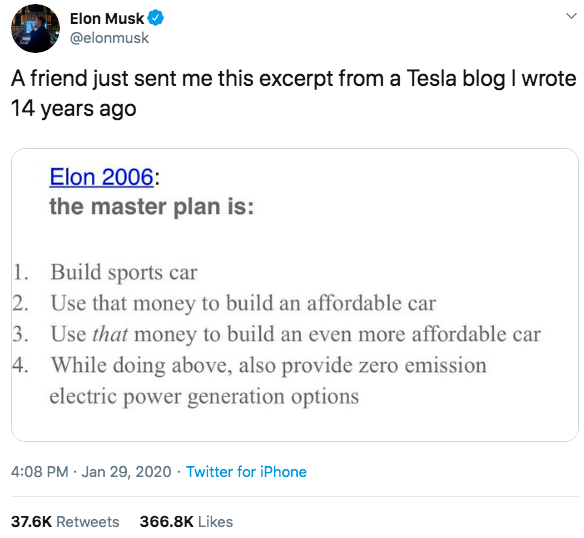 Elon Musk
@elonmusk
A friend just sent me this excerpt from a Tesla blog I wrote
14 years ago
Elon 2006:
the master plan is:
1. Build sports car
2. Use that money to build an affordable car
3. Use that money to build an even more affordable car
4. While doing above, also provide zero emission
electric power generation options
4:08 PM · Jan 29, 2020 · Twitter for iPhone
37.6K Retweets 366.8K Likes